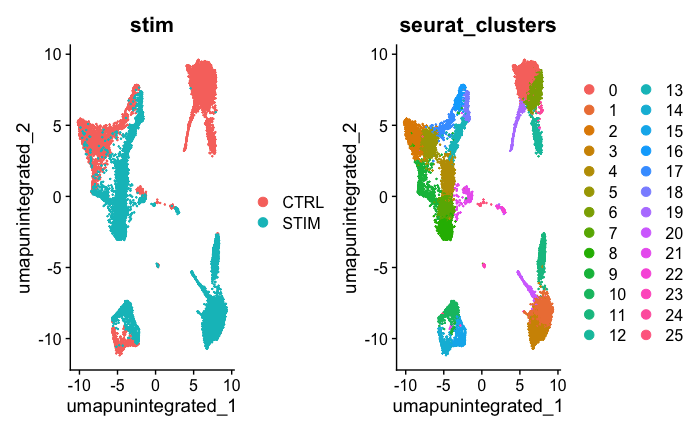 stim
10
5
0
-5
-10
umapunintegrated_2
-10 -5 0 5 10
umapunintegrated_1
CTRL
STIM
seurat_clusters
10
5
0
-5
-10
umapunintegrated_2
-10 -5 0 5 10
umapunintegrated_1
0 13
1 14
2 15
3 16
4 17
5 18
6 19
7 20
8 21
9 22
10 23
11 24
12 25